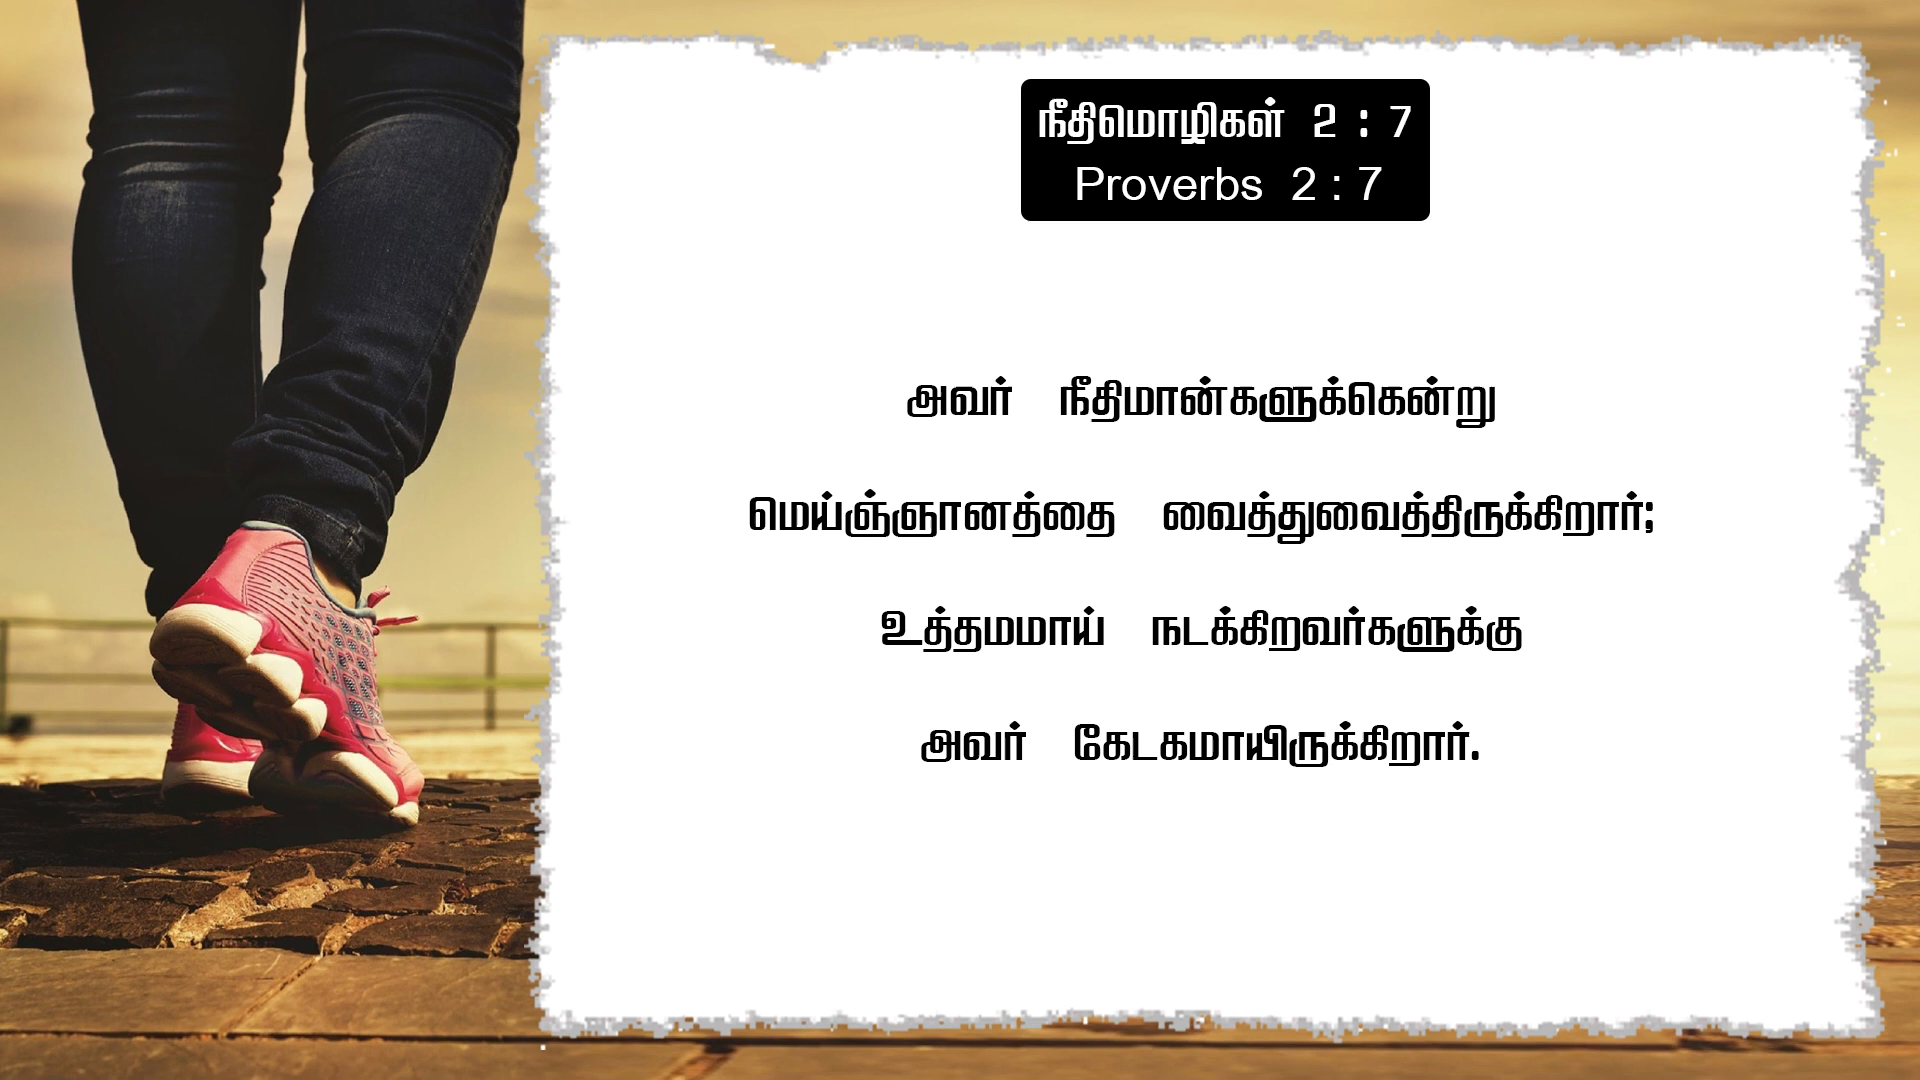 நீதிமொழிகள் 2 : 7
Proverbs 2 : 7
அவர் நீதிமான்களுக்கென்று
மெய்ஞ்ஞானத்தை வைத்துவைத்திருக்கிறார்;
உத்தமமாய் நடக்கிறவர்களுக்கு
அவர் கேடகமாயிருக்கிறார்.